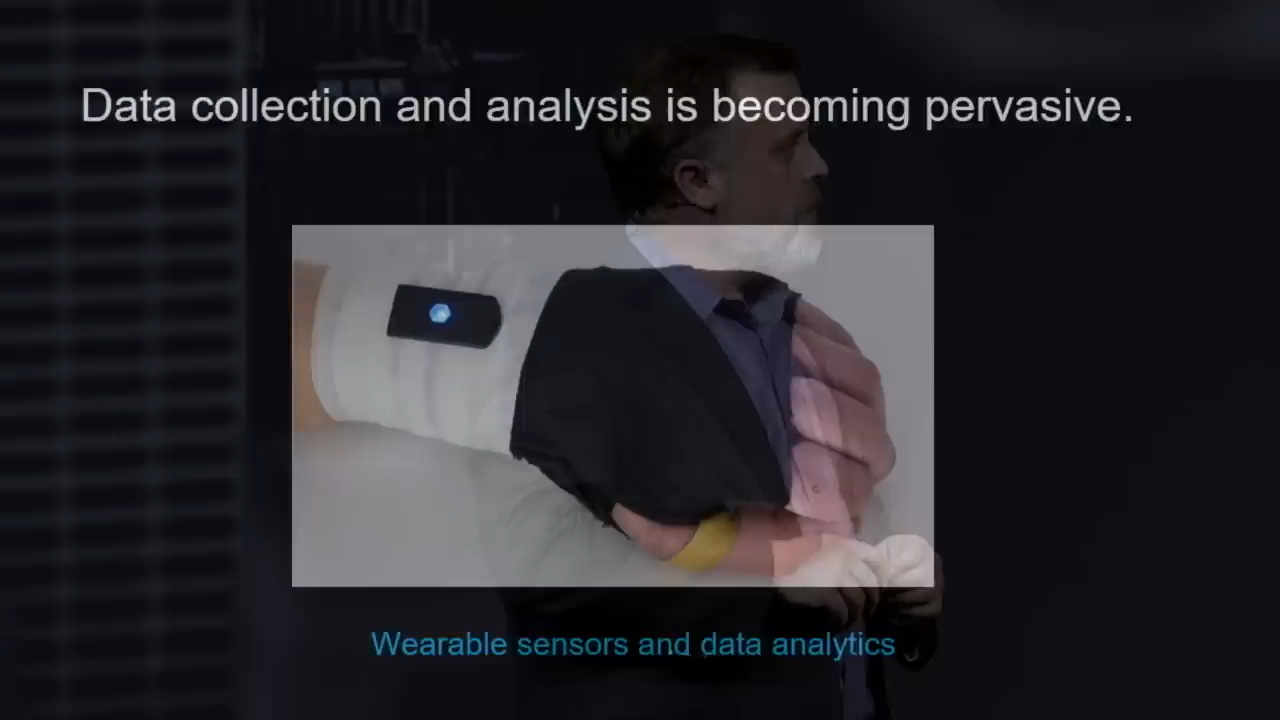 Data collection and analysis is becoming pervasive.
Wearable sensors and data analytics